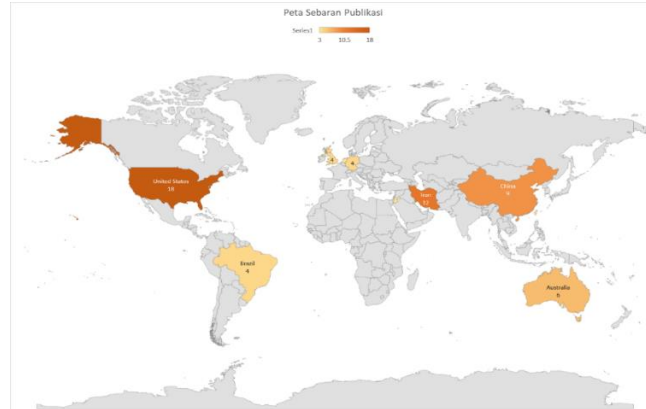 Peta Sebaran Publikasi
Series1
3 10.5 18
United States
18
4
4
Iran
12
China
9
Brazil
4
Australia
6